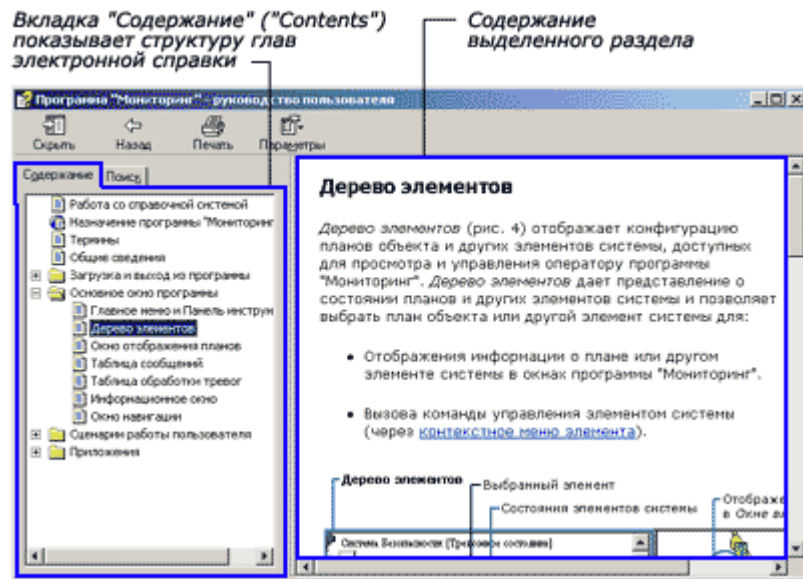 Вкладка "Содержание" ("Contents")
показывает структуру глав
электронной справки
Содержание
выделенного раздела
Программа "Мониторинг" - руководство пользователя
Скрыть Назад Печать Параметры
Содержание Поиск
Работа со справочной системой
Назначение программы "Мониторинг
Термины
Общие сведения
Загрузка и выход из программы
Основное окно программы
Главное меню и Панель инструм
Дерево элементов
Окно отображения планов
Таблица сообщений
Таблица обработки тревог
Информационное окно
Окно навигации
Сценарии работы пользователя
Приложения
Дерево элементов
Дерево элементов (рис. 4) отображает конфигурацию
планов объекта и других элементов системы, доступных
для просмотра и управления оператору программы
"Мониторинг". Дерево элементов дает представление о
состоянии планов и других элементов системы и позволяет
выбрать план объекта или другой элемент системы для:
• Отображения информации о плане или другом
элементе системы в окнах программы "Мониторинг".
• Вызова команды управления элементом системы
(через контекстное меню элемента).
Дерево элементов
Выбранный элемент
Состояния элементов системы
Отображе
в Окне
Система Безопасности (Тревожное состояние)